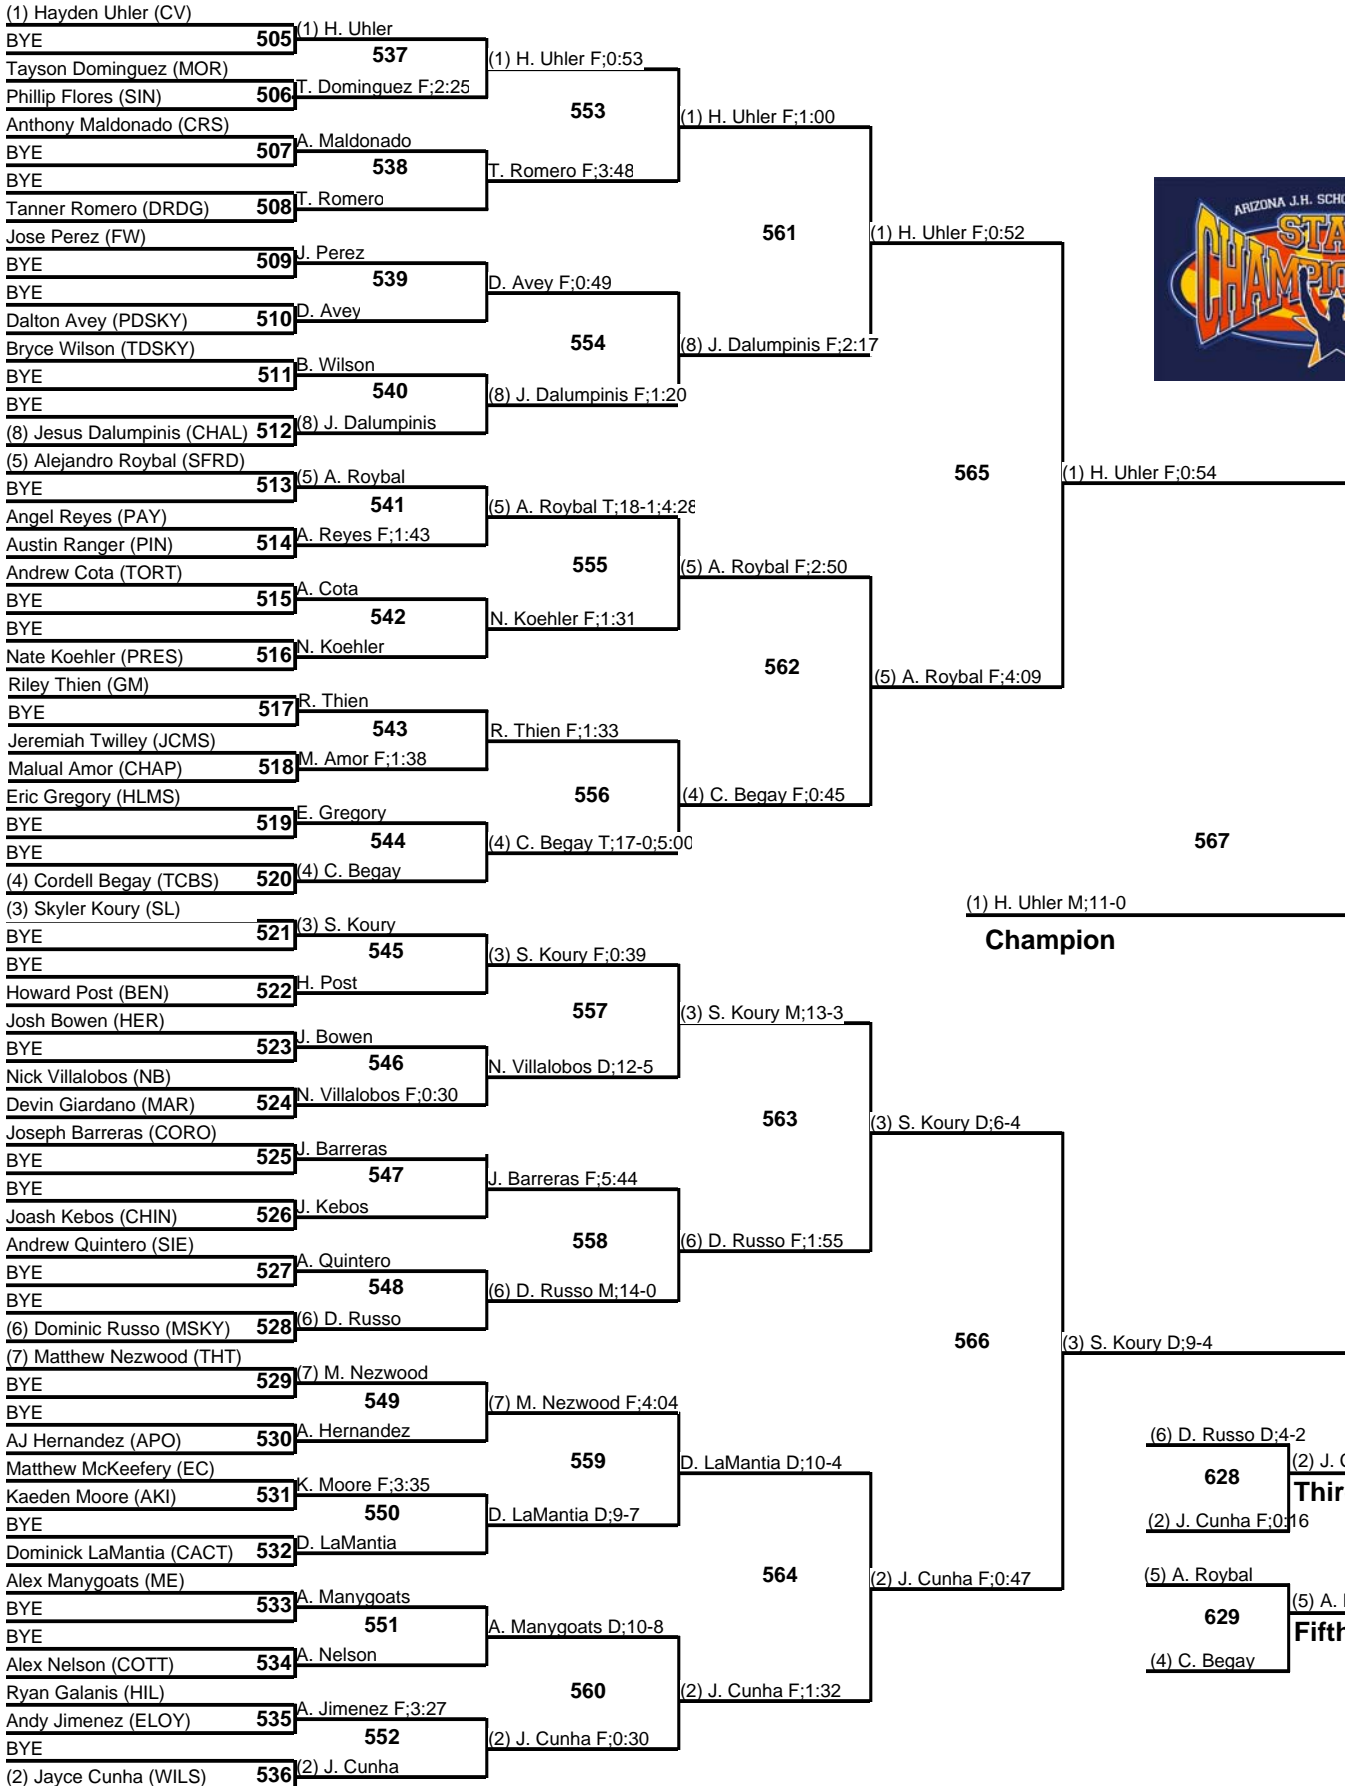 (1) Hayden Uhler (CV)
BYE
505
Tayson Dominguez (MOR)
Phillip Flores (SIN)
506
Anthony Maldonado (CRS)
BYE
507
BYE
Tanner Romero (DRDG)
508
Jose Perez (FW)
BYE
509
BYE
Dalton Avey (PDSKY)
510
Bryce Wilson (TDSKY)
BYE
511
BYE
(8) Jesus Dalumpinis (CHAL)
512
(5) Alejandro Roybal (SFRD)
BYE
513
Angel Reyes (PAY)
Austin Ranger (PIN)
514
Andrew Cota (TORT)
BYE
515
BYE
Nate Koehler (PRES)
516
Riley Thien (GM)
BYE
517
Jeremiah Twilley (JCMS)
Malual Amor (CHAP)
518
Eric Gregory (HLMS)
BYE
519
BYE
(4) Cordell Begay (TCBS)
520
(3) Skyler Koury (SL)
BYE
521
BYE
Howard Post (BEN)
522
Josh Bowen (HER)
BYE
523
Nick Villalobos (NB)
Devin Giardano (MAR)
524
Joseph Barreras (CORO)
BYE
525
BYE
Joash Kebos (CHIN)
526
Andrew Quintero (SIE)
BYE
527
BYE
(6) Dominic Russo (MSKY)
528
(7) Matthew Nezwood (THT)
BYE
529
BYE
AJ Hernandez (APO)
530
Matthew McKeefery (EC)
Kaeden Moore (AKI)
531
BYE
Dominick LaMantia (CACT)
532
Alex Manygoats (ME)
BYE
533
BYE
Alex Nelson (COTT)
534
Ryan Galanis (HIL)
Andy Jimenez (ELOY)
535
BYE
(2) Jayce Cunha (WILS)
536
(1) H. Uhler
537
T. Dominguez F;2:25
A. Maldonado
538
T. Romero
J. Perez
539
D. Avey
B. Wilson
540
(8) J. Dalumpinis
(5) A. Roybal
541
A. Reyes F;1:43
A. Cota
542
N. Koehler
R. Thien
543
M. Amor F;1:38
E. Gregory
544
(4) C. Begay
(3) S. Koury
545
H. Post
J. Bowen
546
N. Villalobos F;0:30
J. Barreras
547
J. Kebos
A. Quintero
548
(6) D. Russo
(7) M. Nezwood
549
A. Hernandez
K. Moore F;3:35
550
D. LaMantia
A. Manygoats
551
A. Nelson
A. Jimenez F;3:27
552
(2) J. Cunha
(1) H. Uhler F;0:53
553
T. Romero F;3:48
D. Avey F;0:49
554
(8) J. Dalumpinis F;1:20
(5) A. Roybal T;18-1;4:28
555
N. Koehler F;1:31
R. Thien F;1:33
556
(4) C. Begay T;17-0;5:00
(3) S. Koury F;0:39
557
N. Villalobos D;12-5
J. Barreras F;5:44
558
(6) D. Russo M;14-0
(7) M. Nezwood F;4:04
559
D. LaMantia D;9-7
A. Manygoats D;10-8
560
(2) J. Cunha F;0:30
(1) H. Uhler F;1:00
561
(8) J. Dalumpinis F;2:17
(5) A. Roybal F;2:50
562
(4) C. Begay F;0:45
(3) S. Koury M;13-3
563
(6) D. Russo F;1:55
D. LaMantia D;10-4
564
(2) J. Cunha F;1:32
(1) H. Uhler F;0:52
565
(5) A. Roybal F;4:09
(3) S. Koury D;6-4
566
(2) J. Cunha F;0:47
(1) H. Uhler F;0:54
567
(3) S. Koury D;9-4
(1) H. Uhler M;11-0
Champion
ARIZONA J.H.
(6) D. Russo D;4-2
628
(2) J. Cunha F;0:16
(2) J.
(5) A. Roybal
629
(4) C. Begay
(5) A.